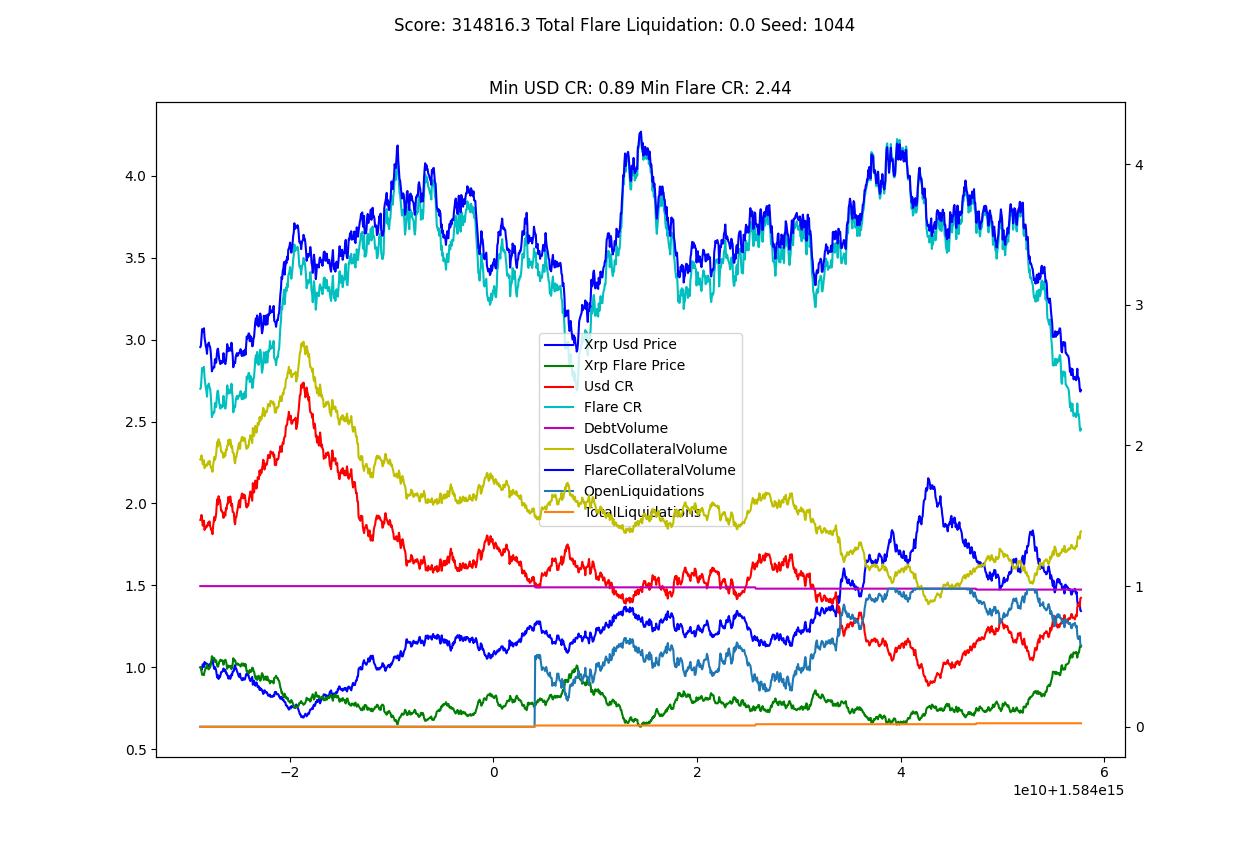 Score: 314816.3 Total Flare Liquidation: 0.0 Seed: 1044
Min USD CR: 0.89 Min Flare CR: 2.44
4.0
3.5
3.0
2.5
2.0
1.5
1.0
0.5
4
3
2
1
0
Xrp Usd Price
Xrp Flare Price
Usd CR
Flare CR
DebtVolume
UsdCollateralVolume
FlareCollateralVolume
OpenLiquidations
TotalLiquidations
−2
0
2
4
6
1e10+1.584e15